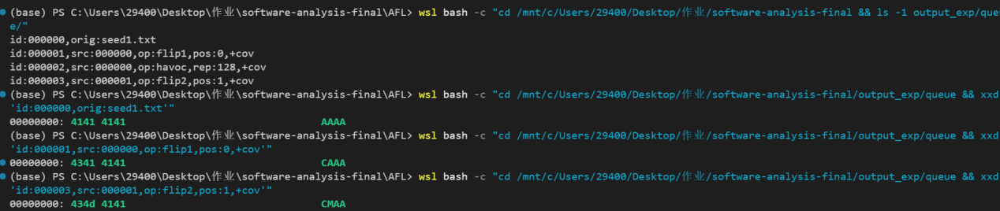 (base) PS C:\Users\29400\Desktop\作业\software-analysis-final\AFL> wsl bash -c "cd /mnt/c/Users/29400/Desktop/作业/software-analysis-final && ls -1 output_exp/queu
e/"
id:000000,orig:seed1.txt
id:000001,src:000000,op:flip1,pos:0,+cov
id:000002,src:000000,op:havoc,rep:128,+cov
id:000003,src:000001,op:flip2,pos:1,+cov
(base) PS C:\Users\29400\Desktop\作业\software-analysis-final\AFL> wsl bash -c "cd /mnt/c/Users/29400/Desktop/作业/software-analysis-final/output_exp/queue && xxd
'id:000000,orig:seed1.txt'"
00000000: 4141 4141                                AAAA
(base) PS C:\Users\29400\Desktop\作业\software-analysis-final\AFL> wsl bash -c "cd /mnt/c/Users/29400/Desktop/作业/software-analysis-final/output_exp/queue && xxd
'id:000001,src:000000,op:flip1,pos:0,+cov'"
00000000: 4341 4141                                CAAA
(base) PS C:\Users\29400\Desktop\作业\software-analysis-final\AFL> wsl bash -c "cd /mnt/c/Users/29400/Desktop/作业/software-analysis-final/output_exp/queue && xxd
'id:000003,src:000001,op:flip2,pos:1,+cov'"
00000000: 434d 4141                                CMAA